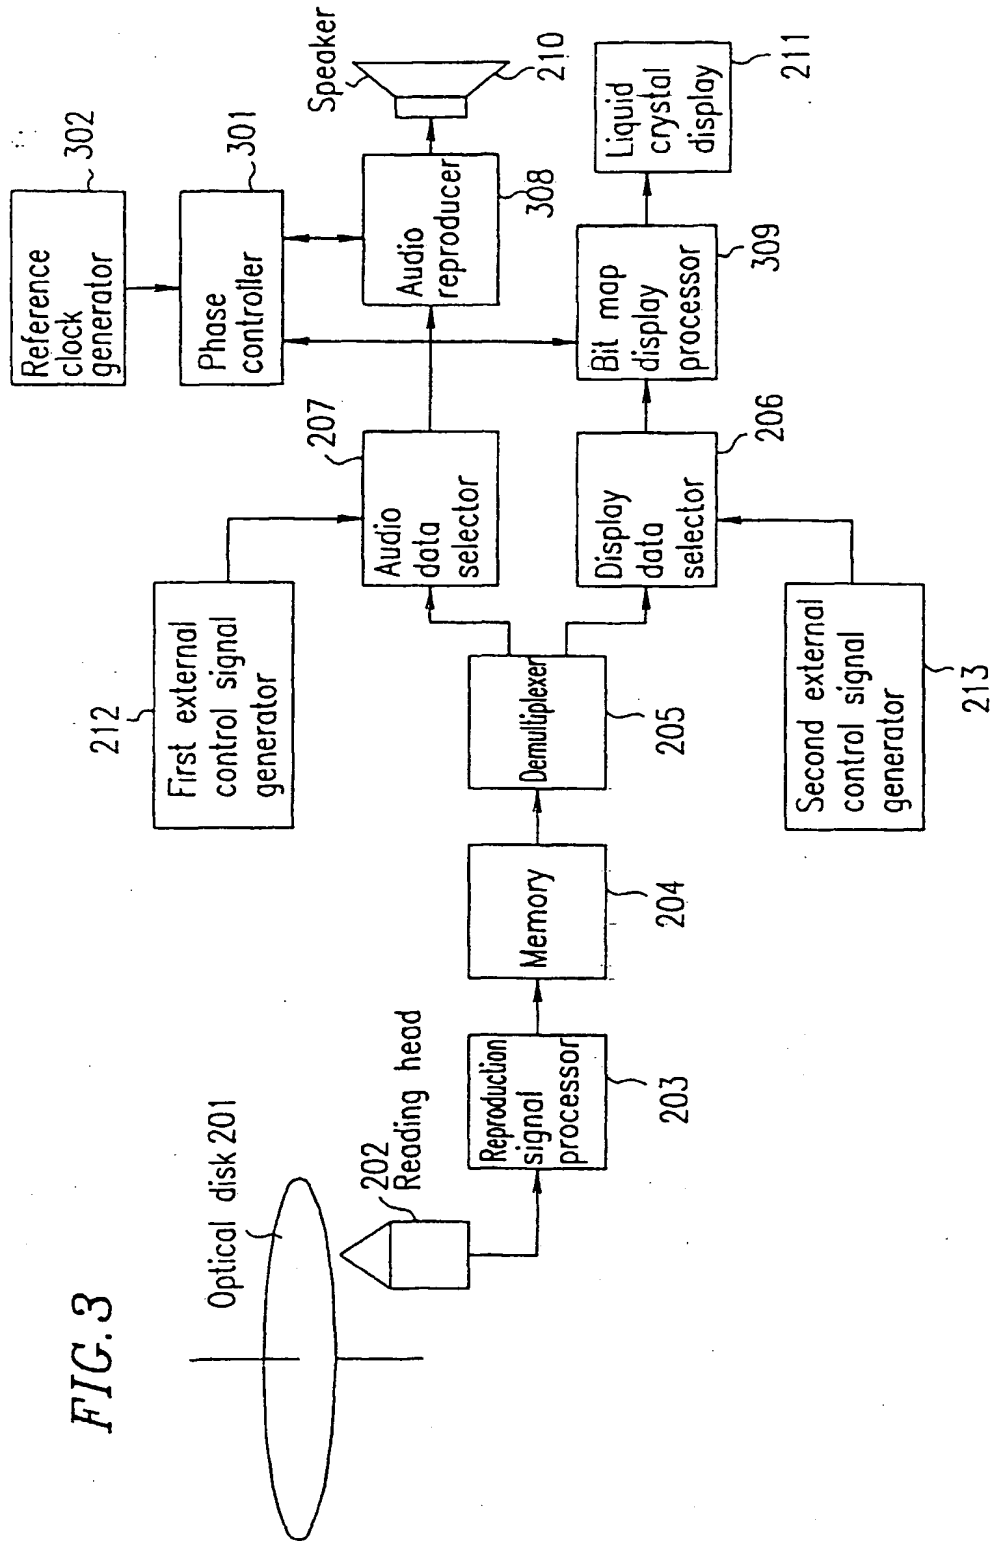 FIG. 3
Optical disk 201
202
Reading head
Reproduction
signal
processor
203
Memory
204
Demultiplexer
205
212
First external
control signal
generator
Second external
control signal
generator
213
207
Audio
data
selector
Display
data
selector
206
Reference
clock
generator
302
Phase
controller
301
Audio
reproducer
308
Bit map
display
processor
309
Speaker
210
Liquid
crystal
display
211